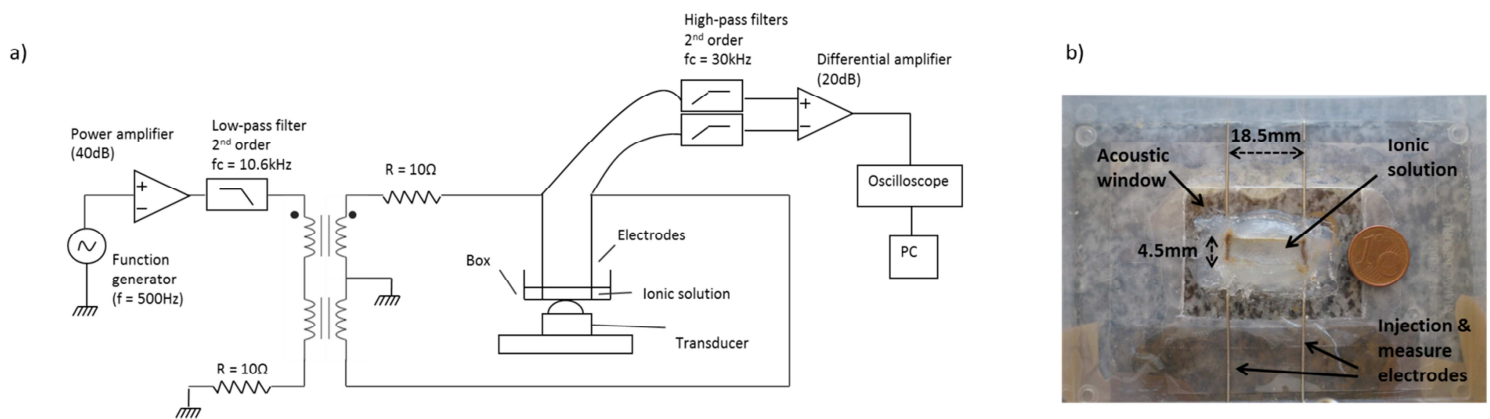 a)
Power amplifier
(40dB)
Low-pass filter
2nd order
fc = 10.6kHz
Function
generator
(f = 500Hz)
R = 10Ω
R = 10Ω
High-pass filters
2nd order
fc = 30kHz
Differential amplifier
(20dB)
Oscilloscope
PC
Electrodes
Box
Ionic solution
Transducer
b)
18.5mm
Acoustic
window
Ionic
solution
4.5mm
Injection &
measure
electrodes